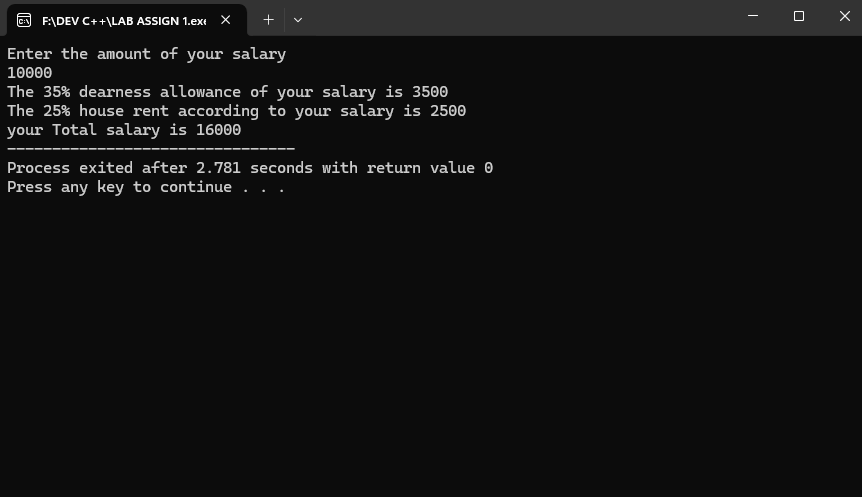 F:\DEV C++\LAB ASSIGN 1.exe
Enter the amount of your salary
10000
The 35% dearness allowance of your salary is 3500
The 25% house rent according to your salary is 2500
your Total salary is 16000
--------------------------------
Process exited after 2.781 seconds with return value 0
Press any key to continue . . .